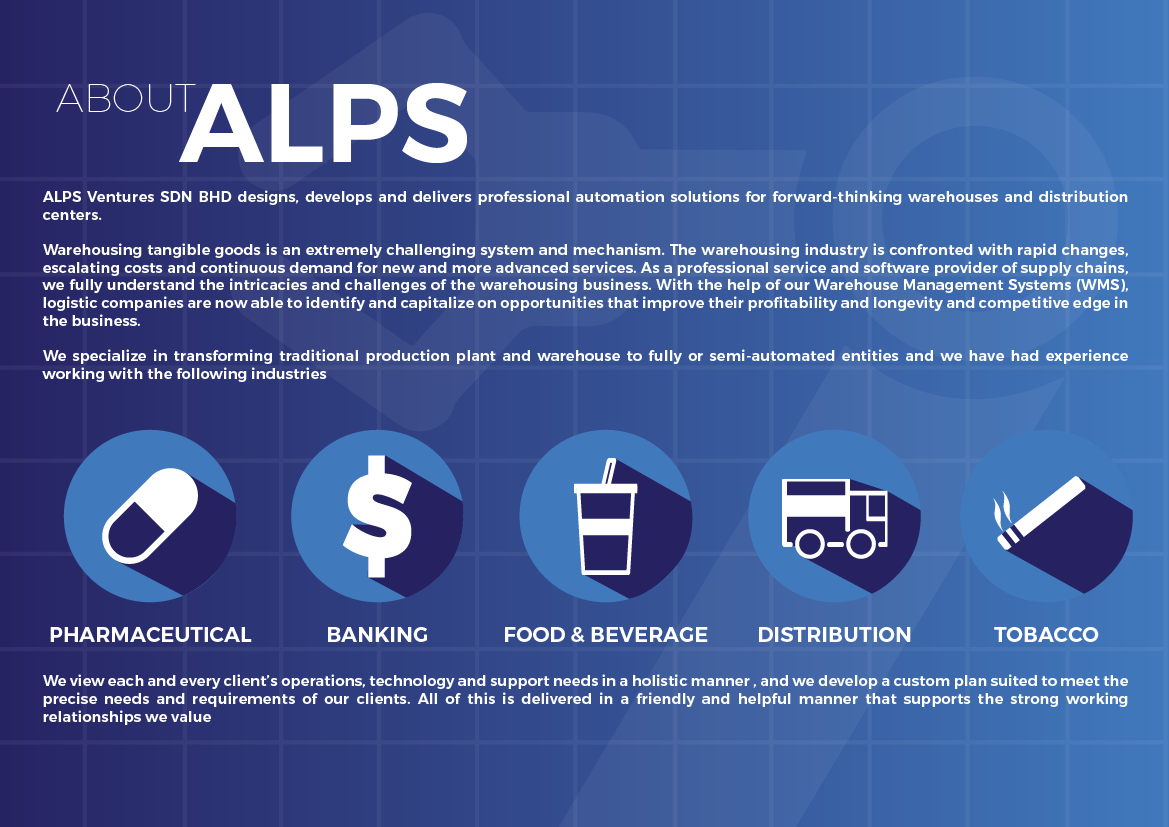 ABOUT ALPS
ALPS Ventures SDN BHD designs, develops and delivers professional automation solutions for forward-thinking warehouses and distribution
centers.
Warehousing tangible goods is an extremely challenging system and mechanism. The warehousing industry is confronted with rapid changes,
escalating costs and continuous demand for new and more advanced services. As a professional service and software provider of supply chains,
we fully understand the intricacies and challenges of the warehousing business. With the help of our Warehouse Management Systems (WMS),
logistic companies are now able to identify and capitalize on opportunities that improve their profitability and longevity and competitive edge in
the business.
We specialize in transforming traditional production plant and warehouse to fully or semi-automated entities and we have had experience
working with the following industries
PHARMACEUTICAL BANKING FOOD & BEVERAGE DISTRIBUTION TOBACCO
We view each and every client’s operations, technology and support needs in a holistic manner , and we develop a custom plan suited to meet the
precise needs and requirements of our clients. All of this is delivered in a friendly and helpful manner that supports the strong working
relationships we value